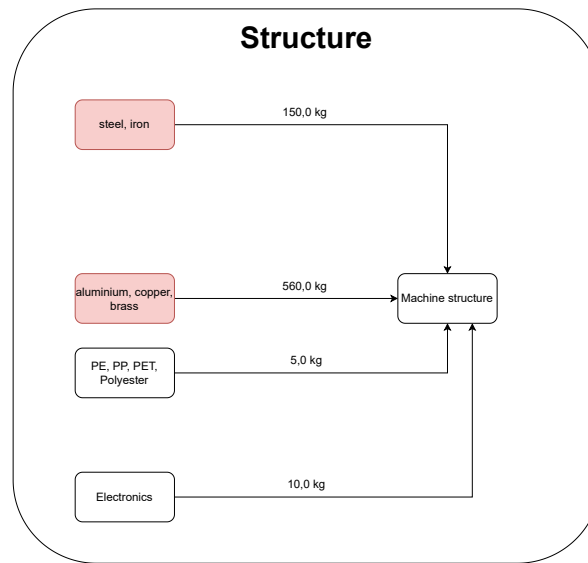 Structure
150,0 kg
steel, iron
560,0 kg
aluminium, copper,
brass
Machine structure
5,0 kg
PE, PP, PET,
Polyester
10,0 kg
Electronics